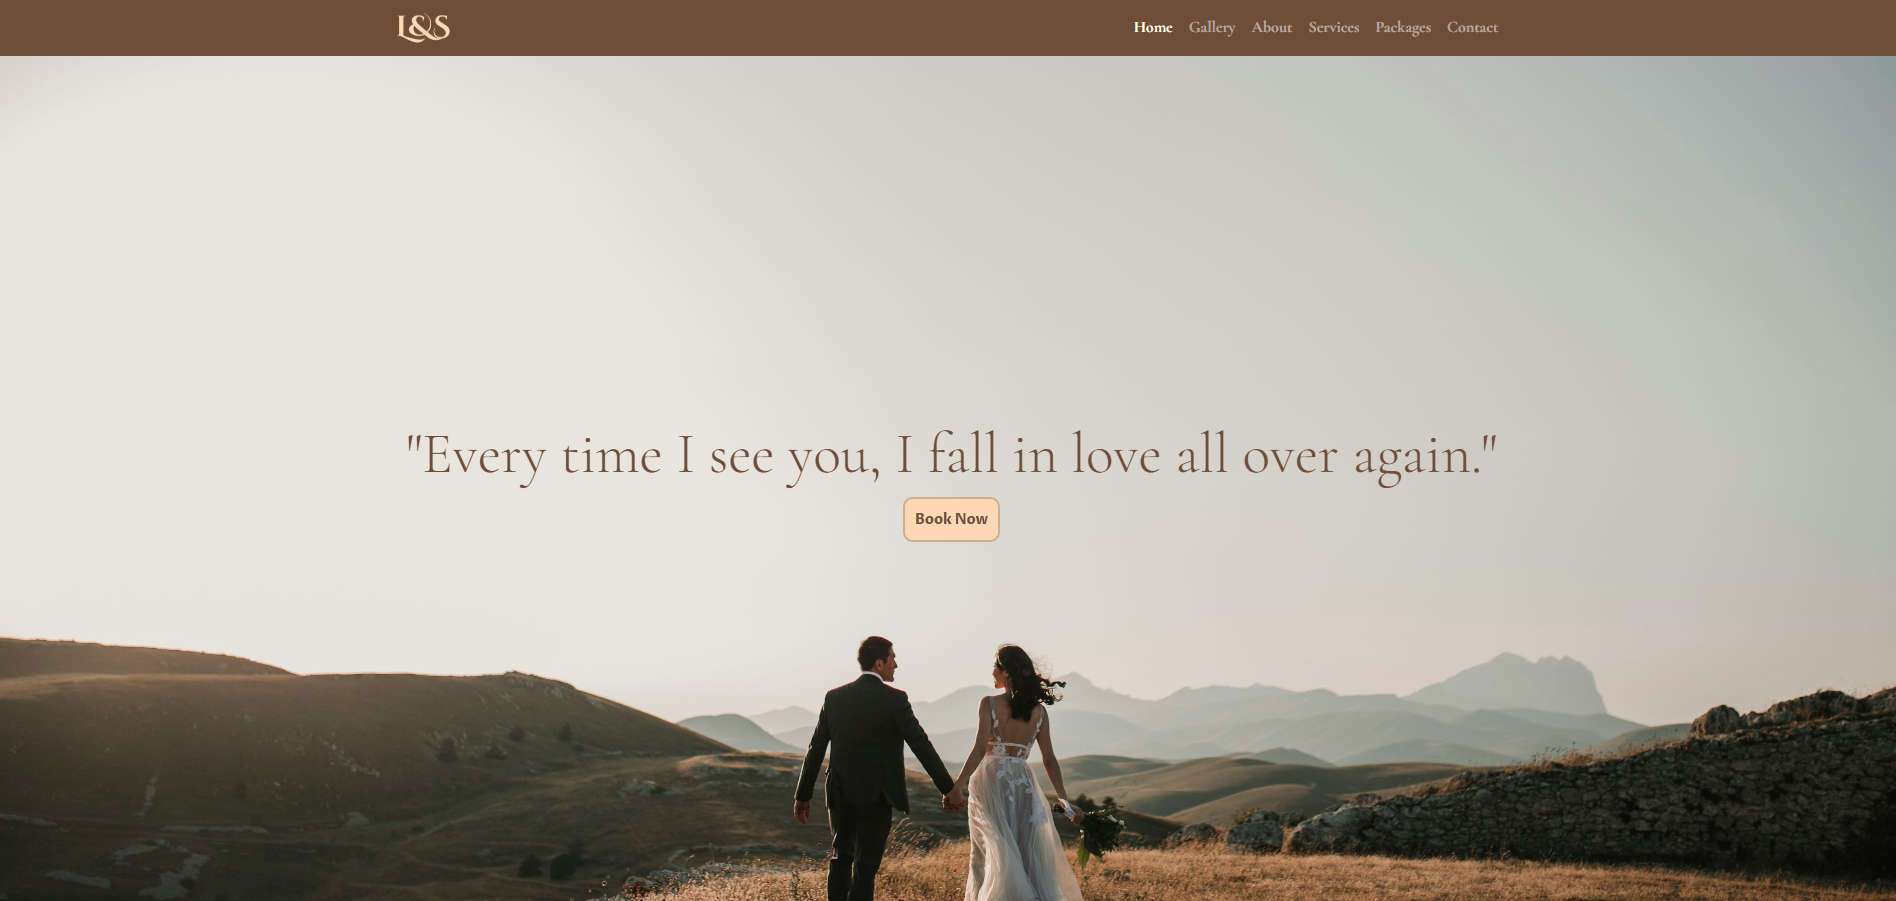 L&S
Home Gallery About Services Packages Contact
"Every time I see you, I fall in love all over again."
Book Now